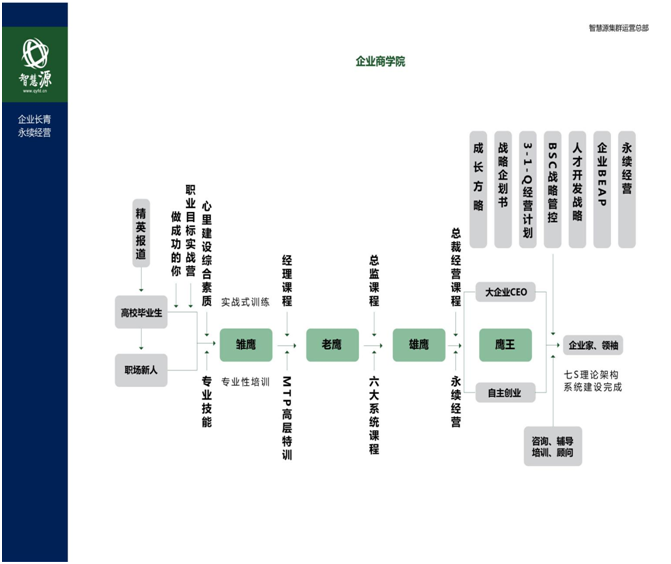 智慧源集群运营总部
智慧源
www.qyfd.cn
企业长青
永续经营
企业商学院
成长方略
战略企划书
3-1-Q经营计划
BSC战略管控
人才开发战略
企业BEAP
永续经营
精英报道
做成功的你
职业目标实战营
心里建设综合素质
经理课程
总监课程
总裁经营课程
实战式训练
高校毕业生
职场新人
雏鹰
老鹰
雄鹰
大企业CEO
鹰王
自主创业
企业家、领袖
七S理论架构
系统建设完成
专业技能
专业性培训
MTP高层特训
六大系统课程
永续经营
咨询、辅导
培训、顾问